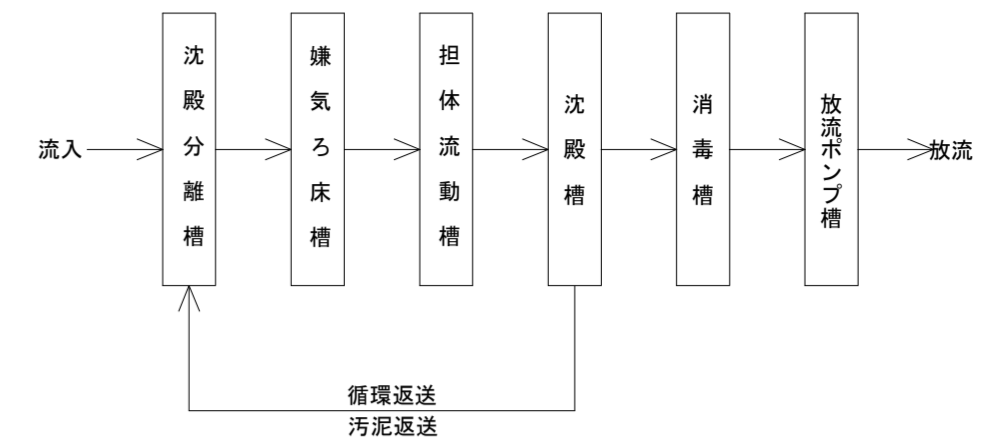 流入
沈殿分離槽
嫌気ろ床槽
担体流動槽
沈殿槽
消毒槽
放流ポンプ槽
放流
循環返送
汚泥返送